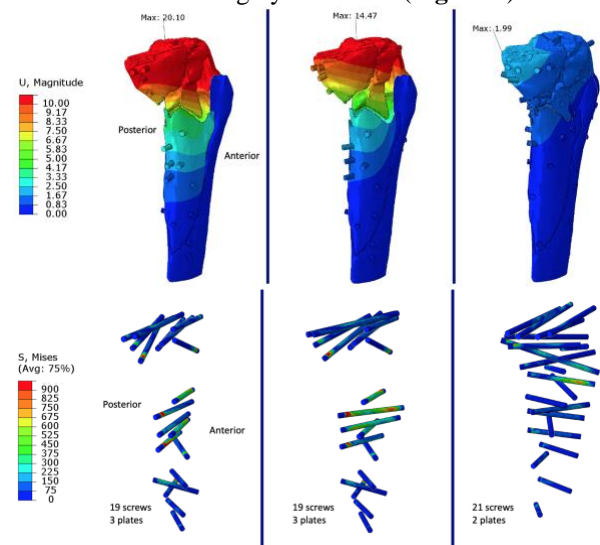 Max: 20.10
Max: 14.47
Max: 1.99
U, Magnitude
10.00
9.17
8.33
7.50
6.67
5.83
5.00
4.17
3.33
2.50
1.67
0.83
0.00
Posterior
Anterior
S, Mises
(Avg: 75%)
900
825
750
675
600
525
450
375
300
225
150
75
0
Posterior
Anterior
19 screws
3 plates
19 screws
3 plates
21 screws
2 plates